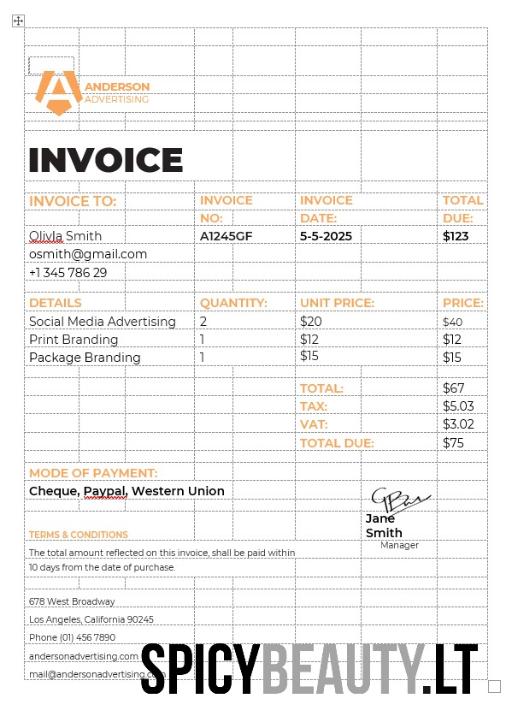 ANDERSON
ADVERTISING
INVOICE
INVOICE TO: INVOICE NO: INVOICE DATE: TOTAL DUE:
Olivla Smith A1245GF 5-5-2025 $123
osmith@gmail.com
+1 345 786 29
DETAILS QUANTITY: UNIT PRICE: PRICE:
Social Media Advertising 2 $20 $40
Print Branding 1 $12 $12
Package Branding 1 $15 $15
TOTAL: $67
TAX: $5.03
VAT: $3.02
TOTAL DUE: $75
MODE OF PAYMENT:
Cheque, Paypal, Western Union
Jane
Smith
Manager
TERMS & CONDITIONS
The total amount reflected on this invoice, shall be paid within
10 days from the date of purchase.
678 West Broadway
Los Angeles, California 90245
Phone (01) 456 7890
andersonadvertising.com
mail@andersonadvertising.com
SPICYBEAUTY.LT